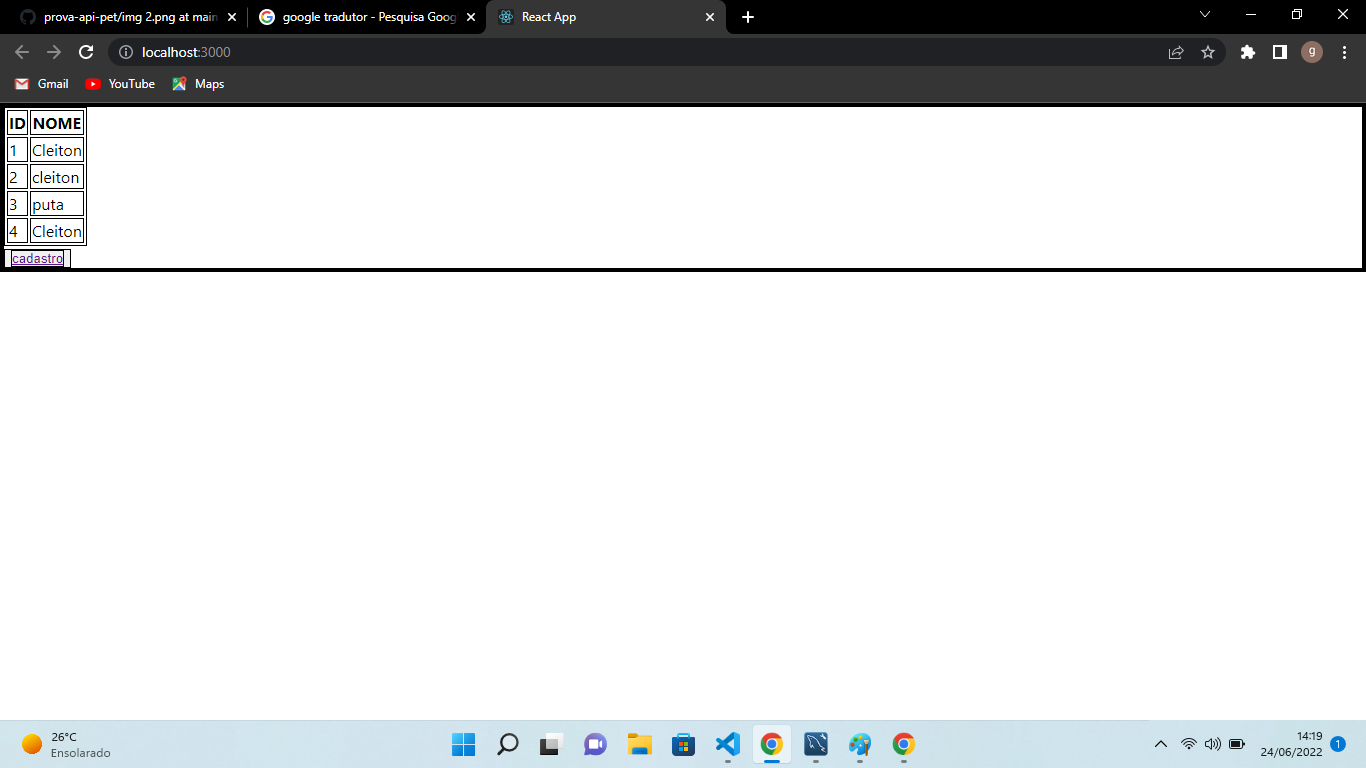 prova-api-pet/img 2.png at main
google tradutor - Pesquisa Goog
React App
localhost:3000
g
Gmail
YouTube
Maps
ID NOME
1 Cleiton
2 cleiton
3 puta
4 Cleiton
cadastro
26°C
Ensolarado
14:19
24/06/2022
1